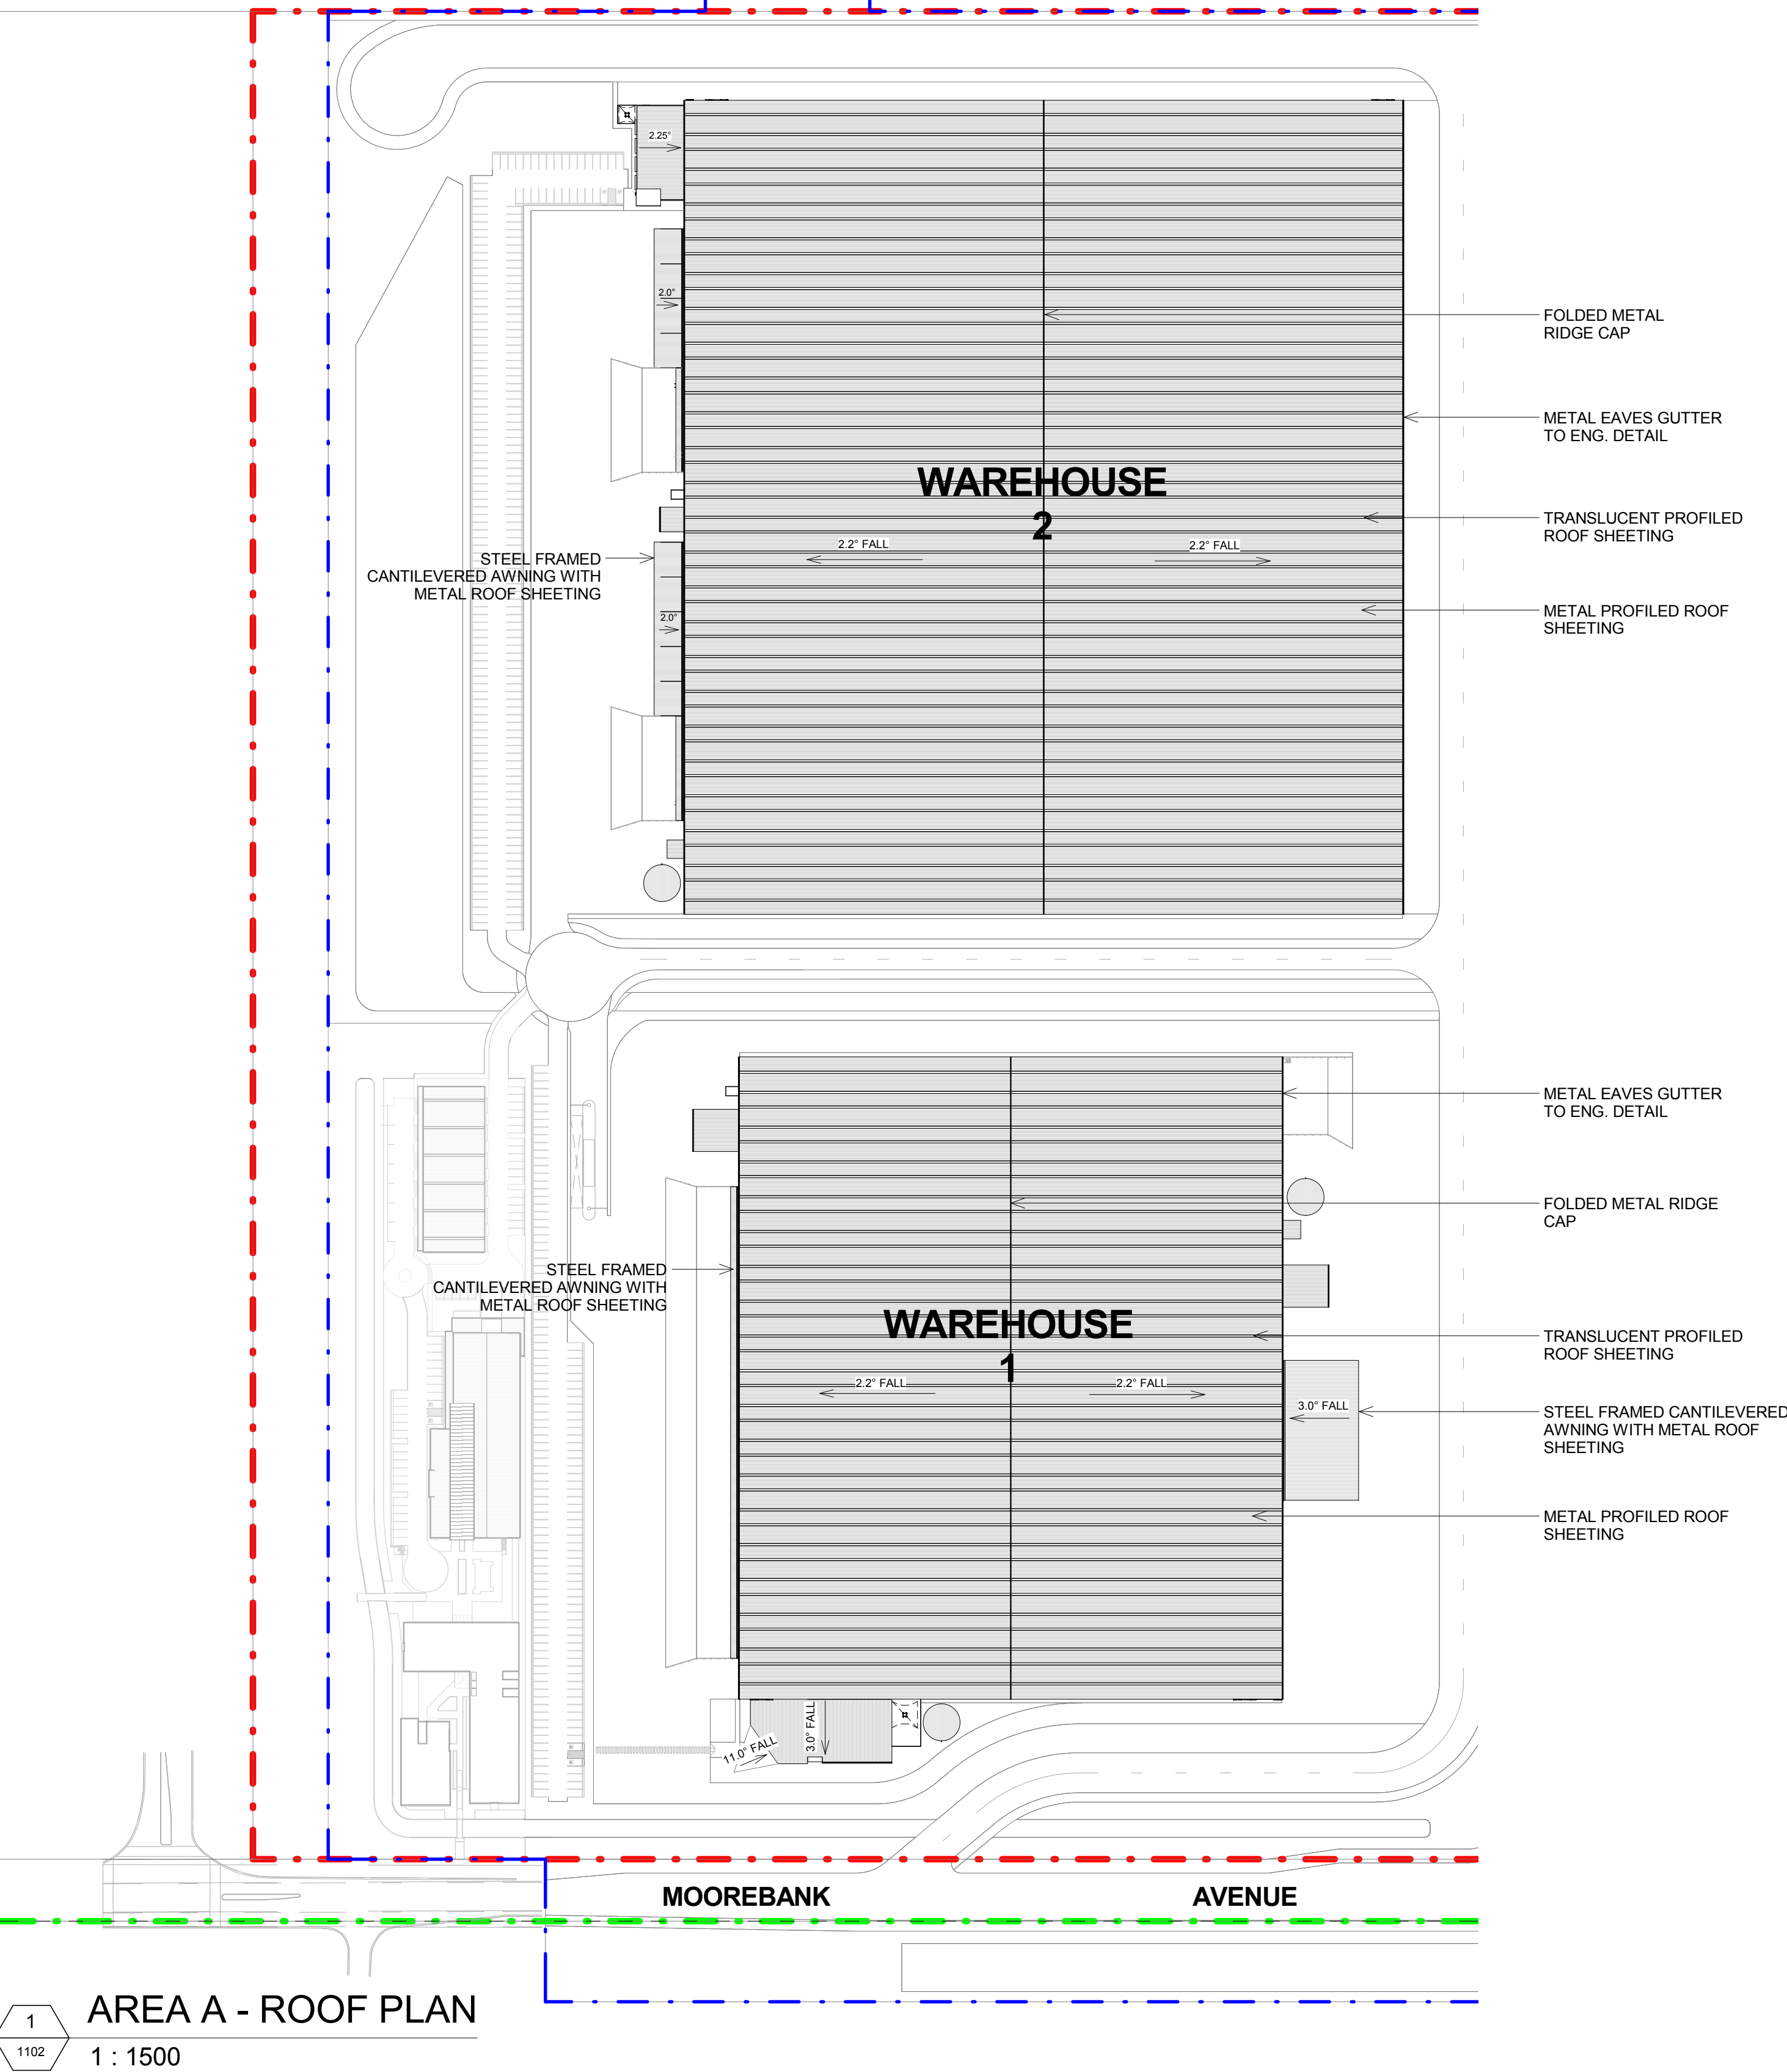 2.25°
2.0°
FOLDED METAL
RIDGE CAP
METAL EAVES GUTTER
TO ENG. DETAIL
WAREHOUSE
2
TRANSLUCENT PROFILED
ROOF SHEETING
2.2° FALL
2.2° FALL
STEEL FRAMED
CANTILEVERED AWNING WITH
METAL ROOF SHEETING
2.0°
METAL PROFILED ROOF
SHEETING
METAL EAVES GUTTER
TO ENG. DETAIL
FOLDED METAL RIDGE
CAP
STEEL FRAMED
CANTILEVERED AWNING WITH
METAL ROOF SHEETING
WAREHOUSE
1
TRANSLUCENT PROFILED
ROOF SHEETING
2.2° FALL
2.2° FALL
3.0° FALL
STEEL FRAMED CANTILEVERED
AWNING WITH METAL ROOF
SHEETING
METAL PROFILED ROOF
SHEETING
3.0° FALL
11.0° FALL
MOOREBANK AVENUE
1
1102
AREA A - ROOF PLAN
1 : 1500